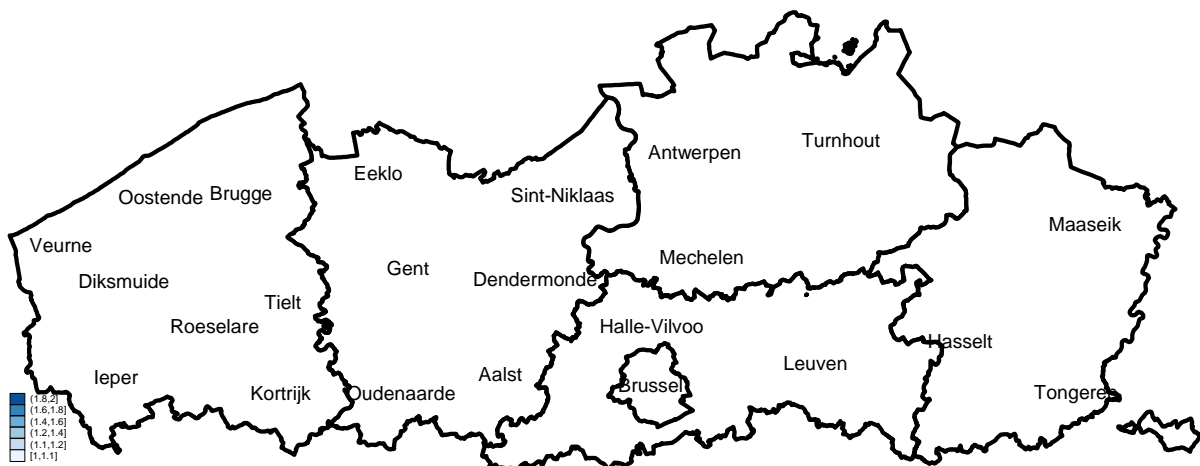 Turnhout
Antwerpen
Eeklo
Oostende
Brugge
Sint-Niklaas
Maaseik
Veurne
Mechelen
Gent
Diksmuide
Dendermonde
Tielt
Roeselare
Halle-Vilvoo
Hasselt
Leuven
Ieper
Aalst
Brussel
Kortrijk
Oudenaarde
Tongeren
(1.8,2]
(1.6,1.8]
(1.4,1.6]
(1.2,1.4]
(1.1,1.2]
[1,1.1]